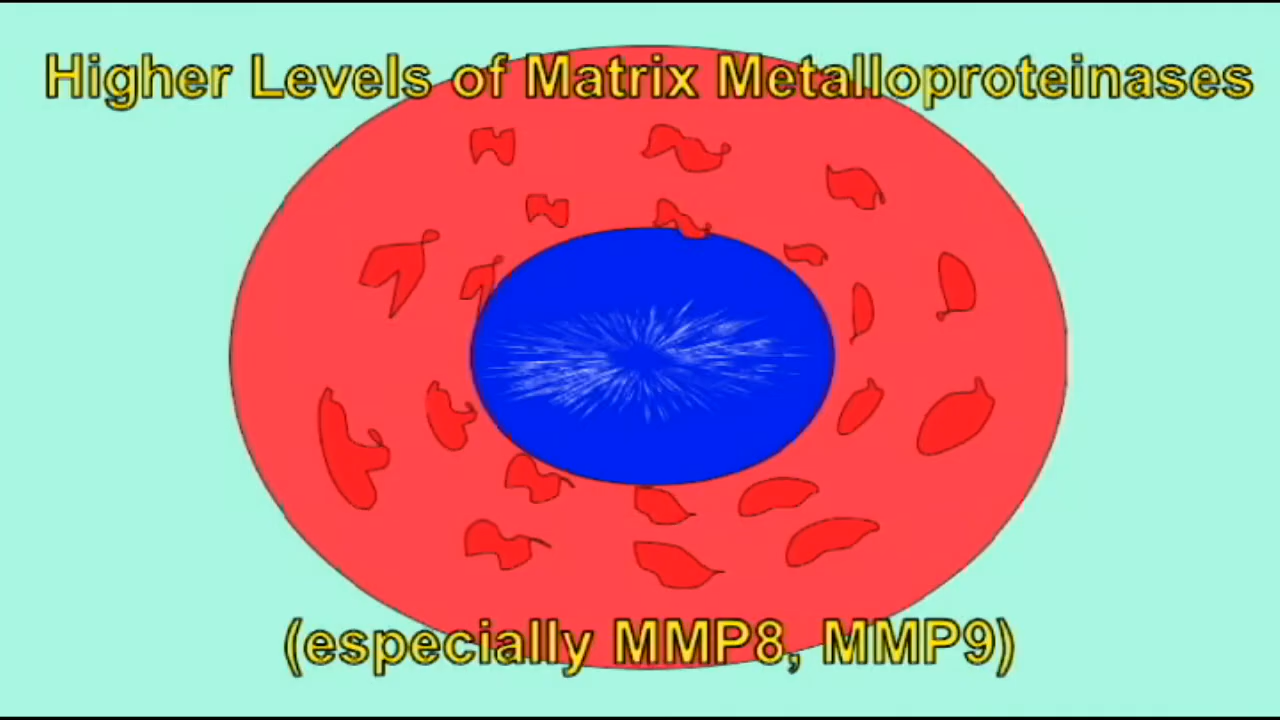 Higher Levels of Matrix Metalloproteinases
(especially MMP8, MMP9)